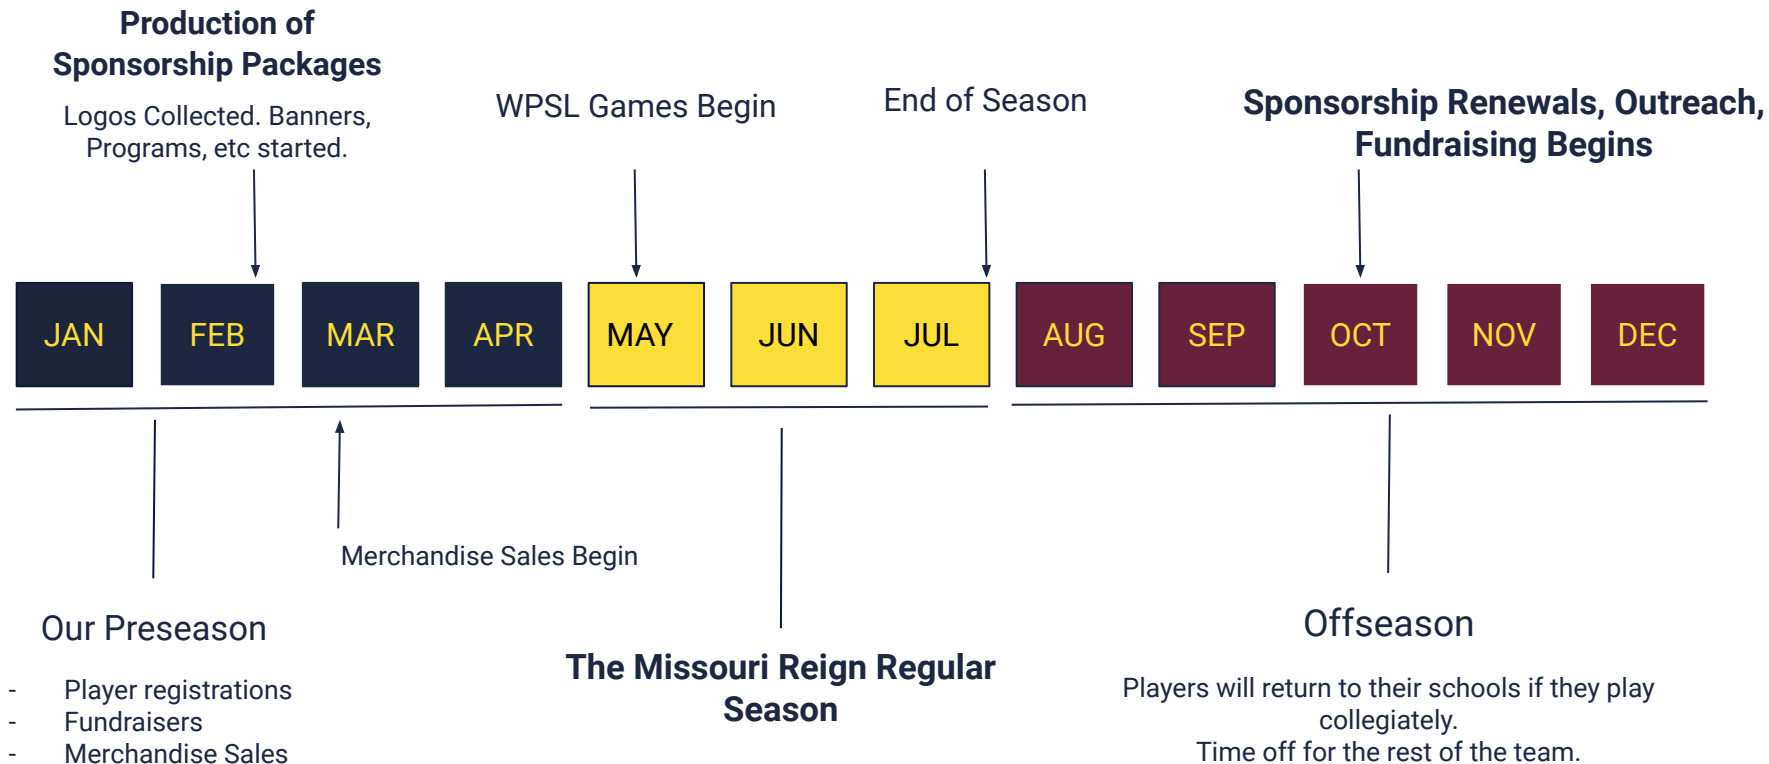 Production of
Sponsorship Packages
Logos Collected. Banners,
Programs, etc started.
WPSL Games Begin
End of Season
Sponsorship Renewals, Outreach,
Fundraising Begins
JAN
FEB
MAR
APR
MAY
JUN
JUL
AUG
SEP
OCT
NOV
DEC
Merchandise Sales Begin
Our Preseason
- Player registrations
- Fundraisers
- Merchandise Sales
The Missouri Reign Regular
Season
Offseason
Players will return to their schools if they play
collegiately.
Time off for the rest of the team.